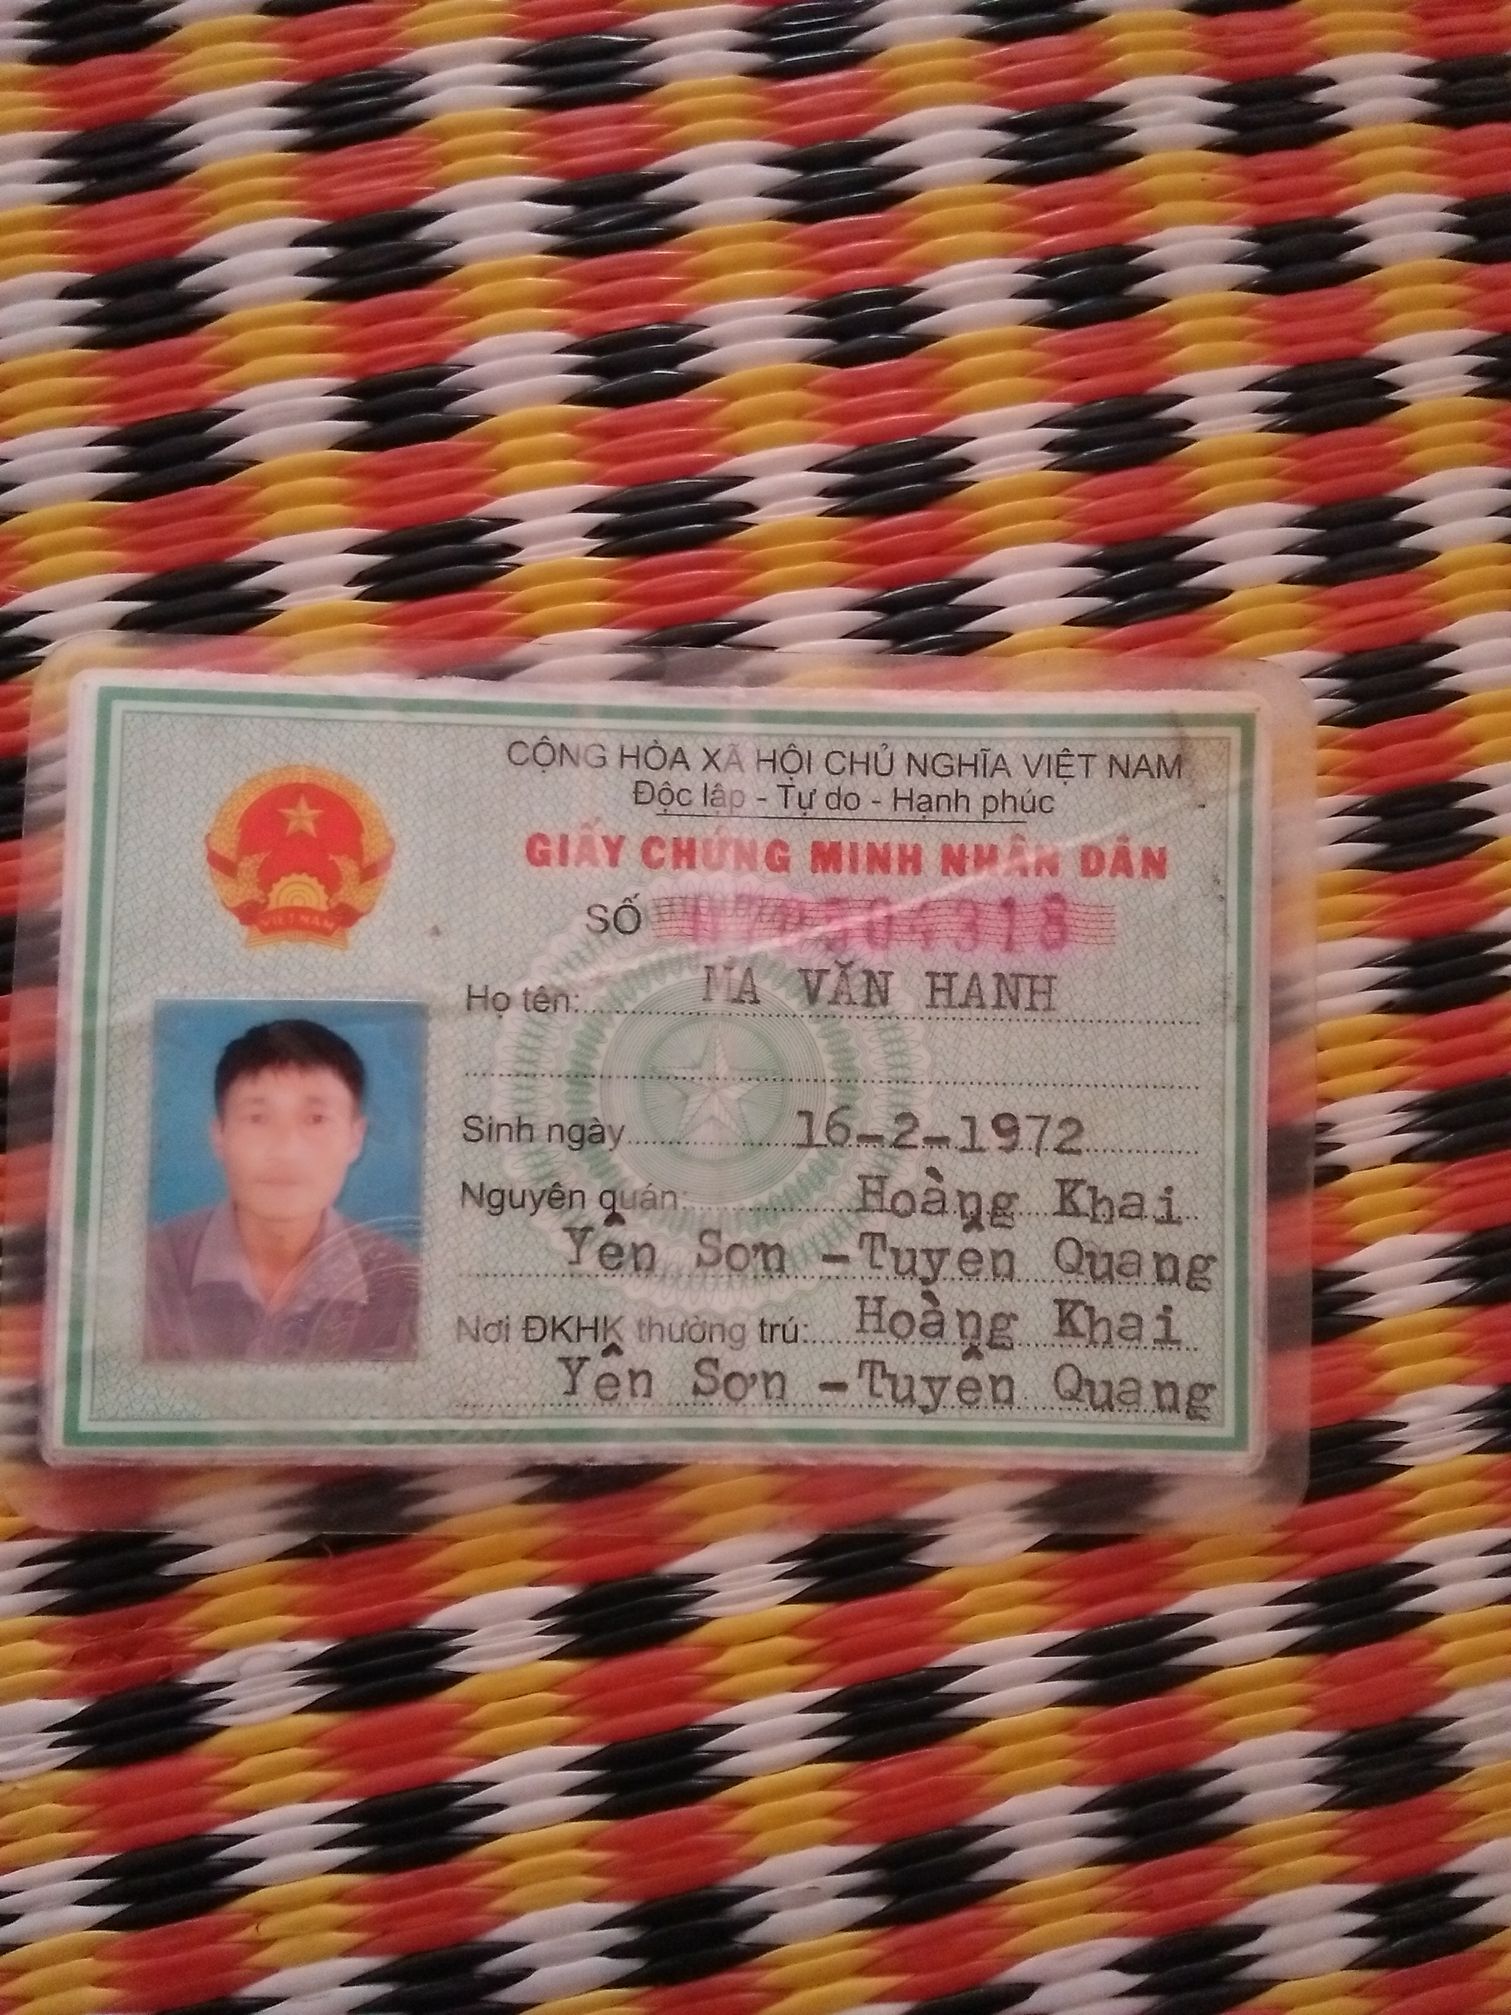 CỘNG HÒA XÃ HỘI CHỦ NGHĨA VIỆT NAM
Độc lập - Tự do - Hạnh phúc
GIẤY CHỨNG MINH NHÂN DÂN
SỐ
Họ tên: MA VĂN HANH
Sinh ngày 16-2-1972
Nguyên quán: Hoàng Khai
Yên Sơn - Tuyên Quang
Nơi ĐKHK thường trú: Hoàng Khai
Yên Sơn - Tuyên Quang
VIỆT NAM